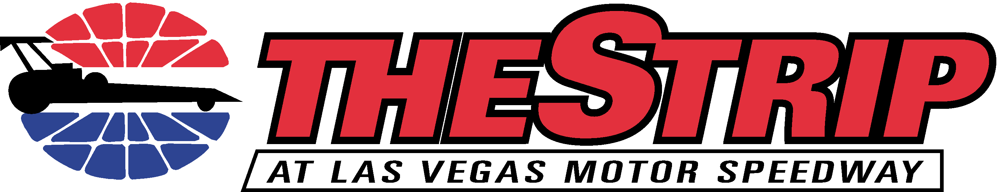 THESTRIP
AT LAS VEGAS MOTOR SPEEDWAY